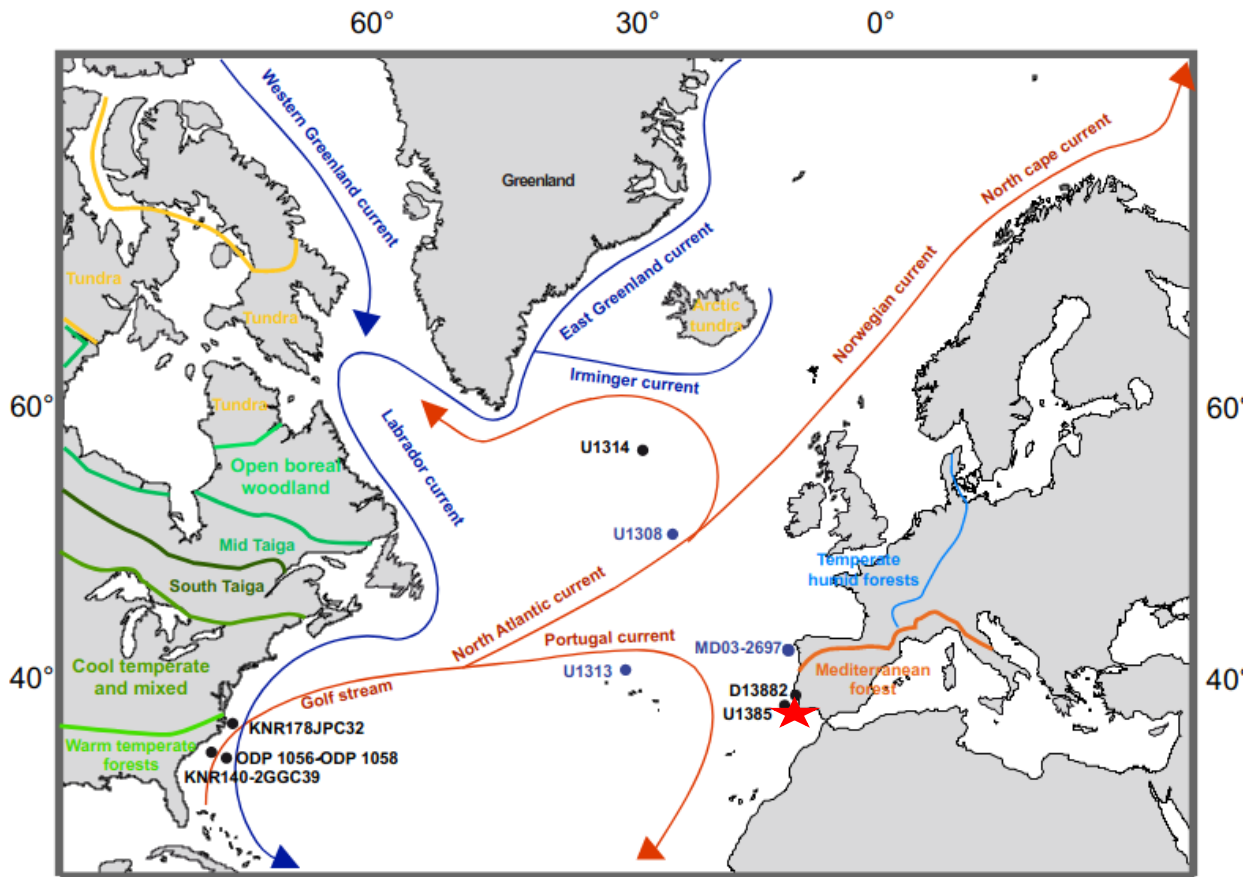 60° 30° 0°
Western Greenland current
Greenland
North cape current
East Greenland current
Tundra
Tundra
Arctic
tundra
Norwegian current
Irminger current
60° 60°
Tundra
Labrador current
U1314
Open boreal
woodland
U1308
Mid Taiga
Temperate
humid forests
South Taiga
North Atlantic current
Portugal current
MD03-2697
U1313
Mediterranean
forest
40° 40°
Cool temperate
and mixed
Golf stream
D13882
U1385
KNR178JPC32
Warm temperate
forests
ODP 1056-ODP 1058
KNR140-2GGC39